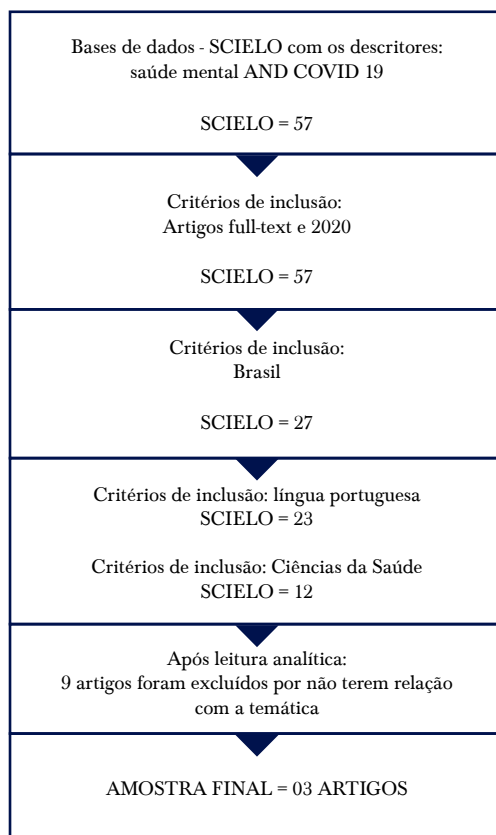 Bases de dados - SCIELO com os descritores:
saúde mental AND COVID 19
SCIELO = 57
Critérios de inclusão:
Artigos full-text e 2020
SCIELO = 57
Critérios de inclusão:
Brasil
SCIELO = 27
Critérios de inclusão: língua portuguesa
SCIELO = 23
Critérios de inclusão: Ciências da Saúde
SCIELO = 12
Após leitura analítica:
9 artigos foram excluídos por não terem relação
com a temática
AMOSTRA FINAL = 03 ARTIGOS